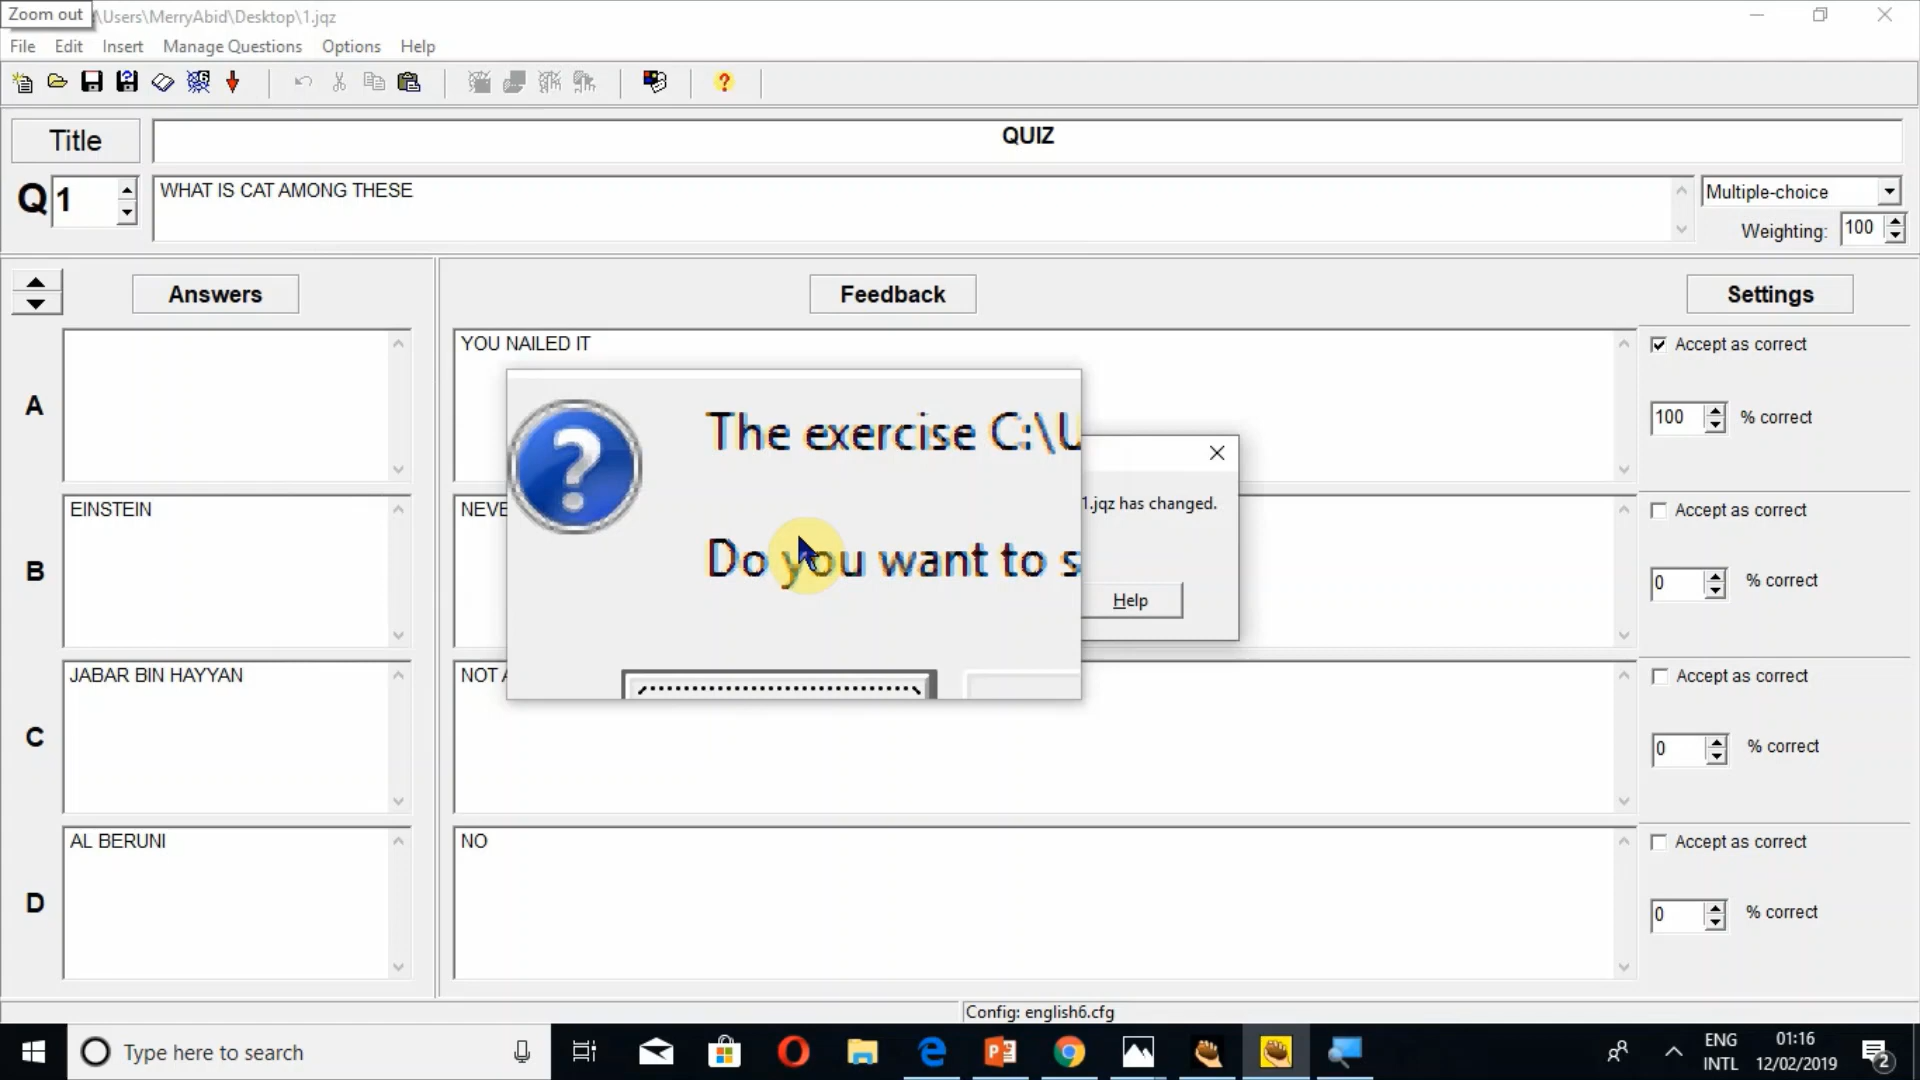 Zoom out
\Users\MerryAbid\Desktop\1.jqz
File Edit Insert Manage Questions Options Help
Title
QUIZ
Q 1
WHAT IS CAT AMONG THESE
Multiple-choice
Weighting: 100
Answers
Feedback
Settings
A
YOU NAILED IT
Accept as correct
100 % correct
The exercise C:\U
1.jqz has changed.
Do you want to s
Help
B
EINSTEIN
NEVE
Accept as correct
0 % correct
C
JABAR BIN HAYYAN
NOT A
Accept as correct
0 % correct
D
AL BERUNI
NO
Accept as correct
0 % correct
Config: english6.cfg
Type here to search
ENG
INTL
01:16
12/02/2019
2